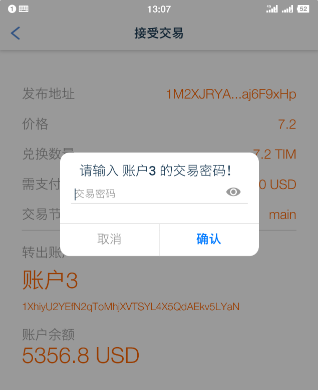 13:07
52
接受交易
发布地址 1M2XJRYA...aj6F9xHp
价格 7.2
兑换数量 7.2 TIM
请输入 账户3 的交易密码！
交易密码
需支付 0 USD
取消 确认
交易节 main
转出账
账户3
1XhiyU2YEfN2qToMhjXVTSYL4X5QdAEkv5LYaN
账户余额
5356.8 USD